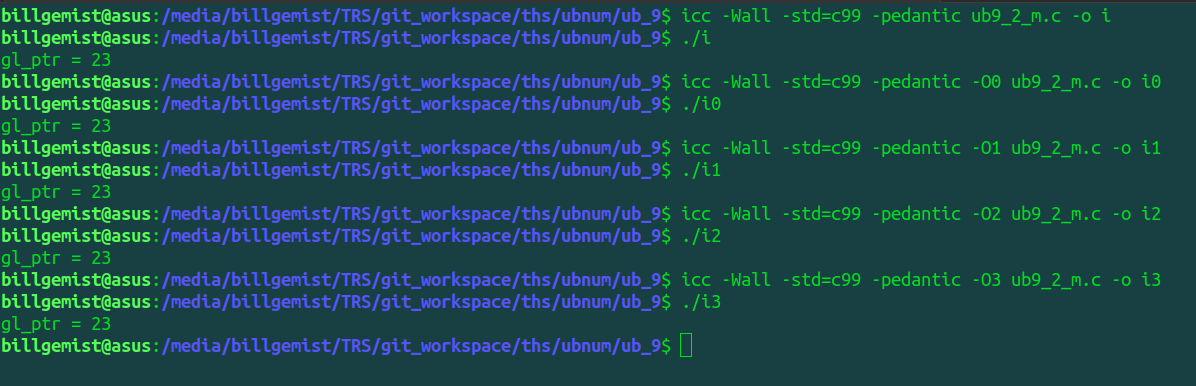 billgemist@asus:/media/billgemist/TRS/git_workspace/ths/ubnum/ub_9$ icc -Wall -std=c99 -pedantic ub9_2_m.c -o i
billgemist@asus:/media/billgemist/TRS/git_workspace/ths/ubnum/ub_9$ ./i
gl_ptr = 23
billgemist@asus:/media/billgemist/TRS/git_workspace/ths/ubnum/ub_9$ icc -Wall -std=c99 -pedantic -O0 ub9_2_m.c -o i0
billgemist@asus:/media/billgemist/TRS/git_workspace/ths/ubnum/ub_9$ ./i0
gl_ptr = 23
billgemist@asus:/media/billgemist/TRS/git_workspace/ths/ubnum/ub_9$ icc -Wall -std=c99 -pedantic -O1 ub9_2_m.c -o i1
billgemist@asus:/media/billgemist/TRS/git_workspace/ths/ubnum/ub_9$ ./i1
gl_ptr = 23
billgemist@asus:/media/billgemist/TRS/git_workspace/ths/ubnum/ub_9$ icc -Wall -std=c99 -pedantic -O2 ub9_2_m.c -o i2
billgemist@asus:/media/billgemist/TRS/git_workspace/ths/ubnum/ub_9$ ./i2
gl_ptr = 23
billgemist@asus:/media/billgemist/TRS/git_workspace/ths/ubnum/ub_9$ icc -Wall -std=c99 -pedantic -O3 ub9_2_m.c -o i3
billgemist@asus:/media/billgemist/TRS/git_workspace/ths/ubnum/ub_9$ ./i3
gl_ptr = 23
billgemist@asus:/media/billgemist/TRS/git_workspace/ths/ubnum/ub_9$